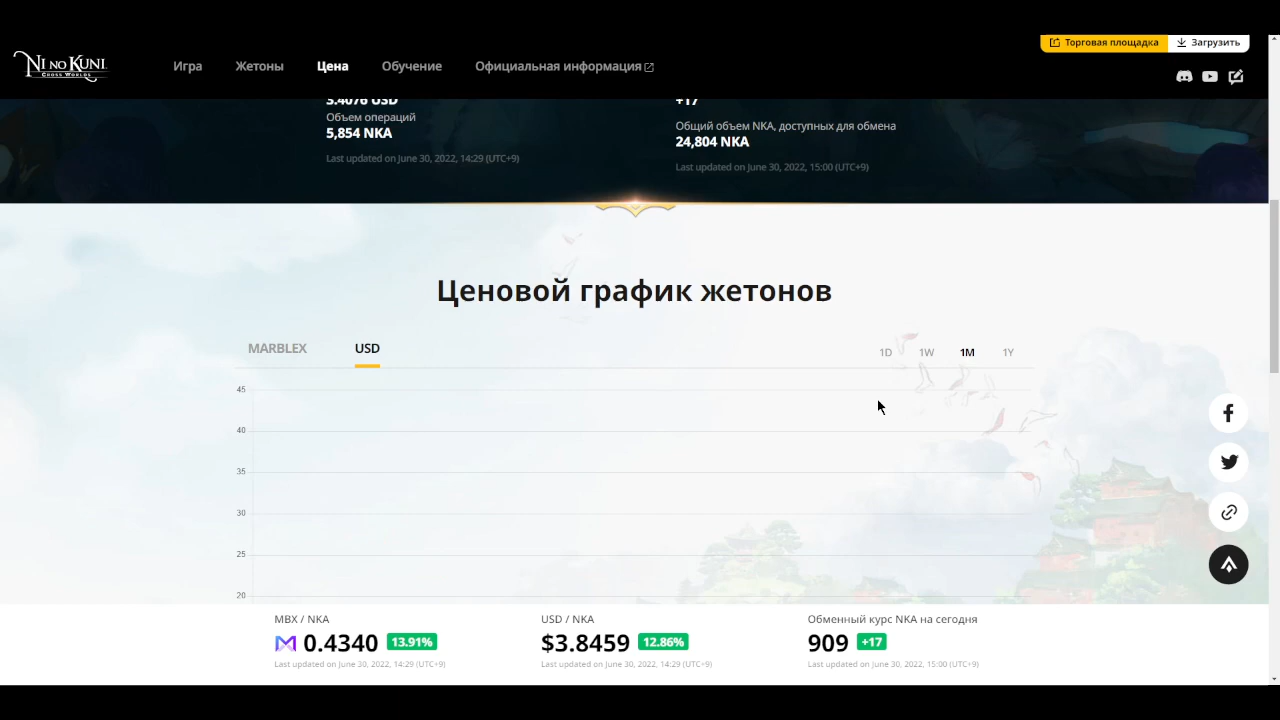 Торговая площадка
Загрузить
NI NO KUNI
CROSS WORLDS
Игра
Жетоны
Цена
Обучение
Официальная информация
3.4076 USD
Объем операций
5,854 NKA
Last updated on June 30, 2022, 14:29 (UTC+9)
+17
Общий объем NKA, доступных для обмена
24,804 NKA
Last updated on June 30, 2022, 15:00 (UTC+9)
Ценовой график жетонов
MARBLEX
USD
1D
1W
1M
1Y
45
40
35
30
25
20
MBX / NKA
0.4340 13.91%
Last updated on June 30, 2022, 14:29 (UTC+9)
USD / NKA
$3.8459 12.86%
Last updated on June 30, 2022, 14:29 (UTC+9)
Обменный курс NKA на сегодня
909 +17
Last updated on June 30, 2022, 15:00 (UTC+9)